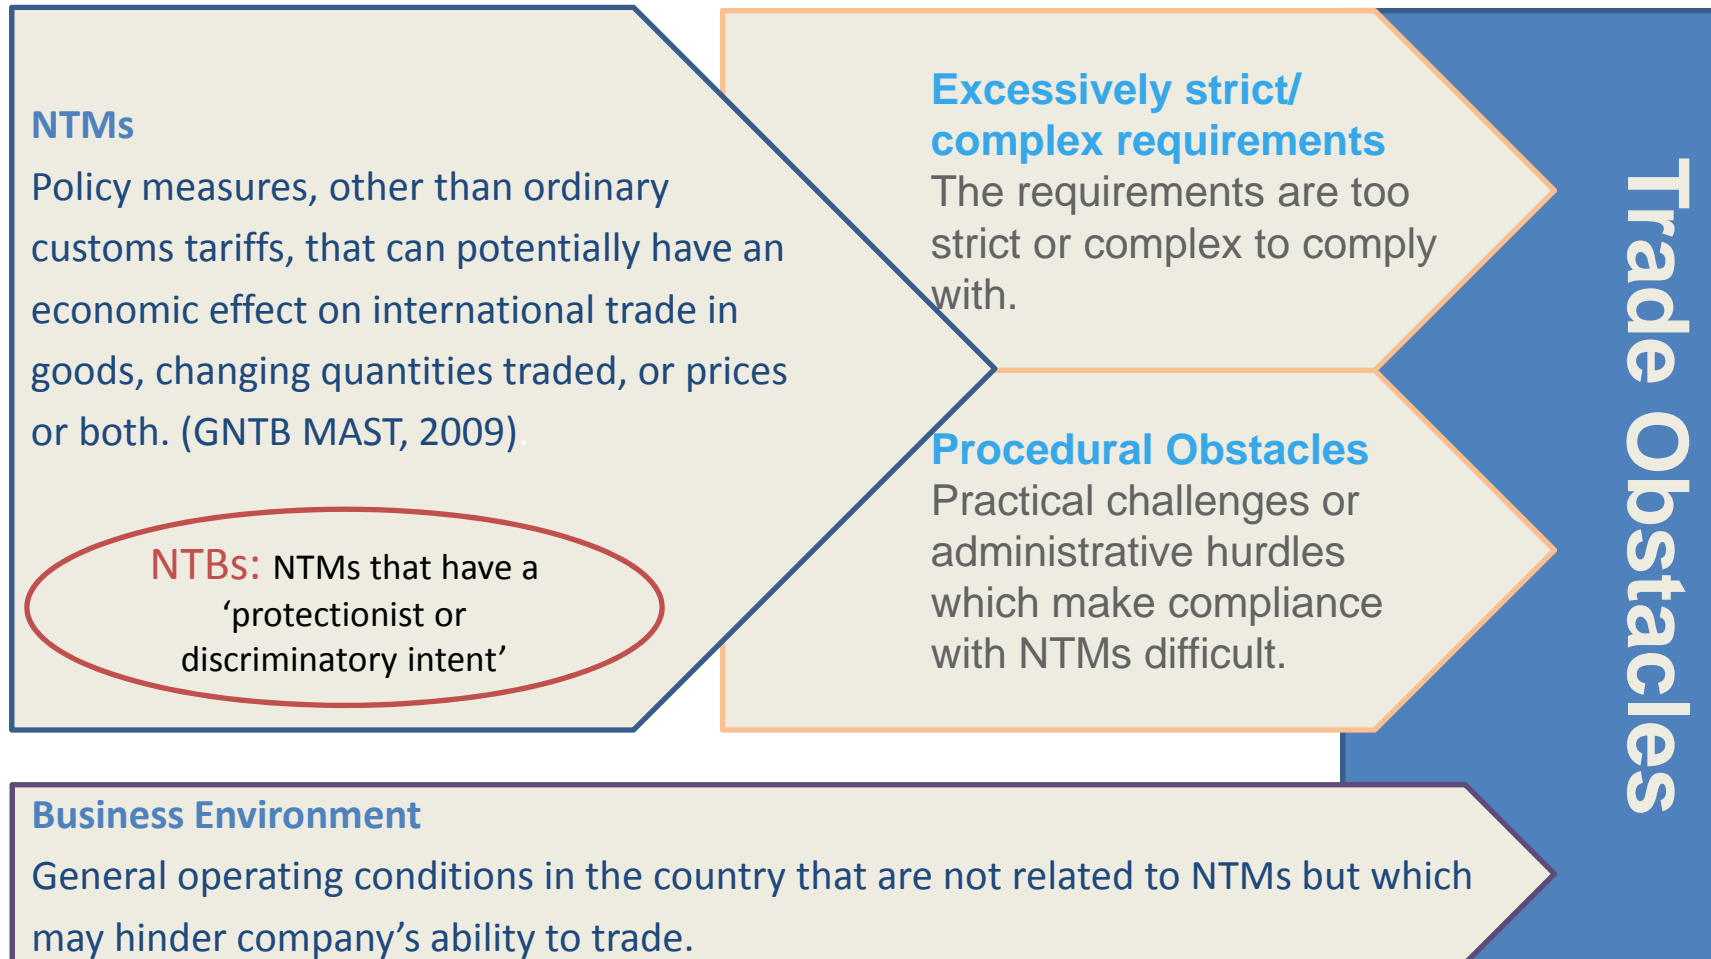 NTMs
Policy measures, other than ordinary
customs tariffs, that can potentially have an
economic effect on international trade in
goods, changing quantities traded, or prices
or both. (GNTB MAST, 2009).
NTBs: NTMs that have a
‘protectionist or
discriminatory intent’
Excessively strict/
complex requirements
The requirements are too
strict or complex to comply
with.
Procedural Obstacles
Practical challenges or
administrative hurdles
which make compliance
with NTMs difficult.
Business Environment
General operating conditions in the country that are not related to NTMs but which
may hinder company’s ability to trade.
Trade Obstacles